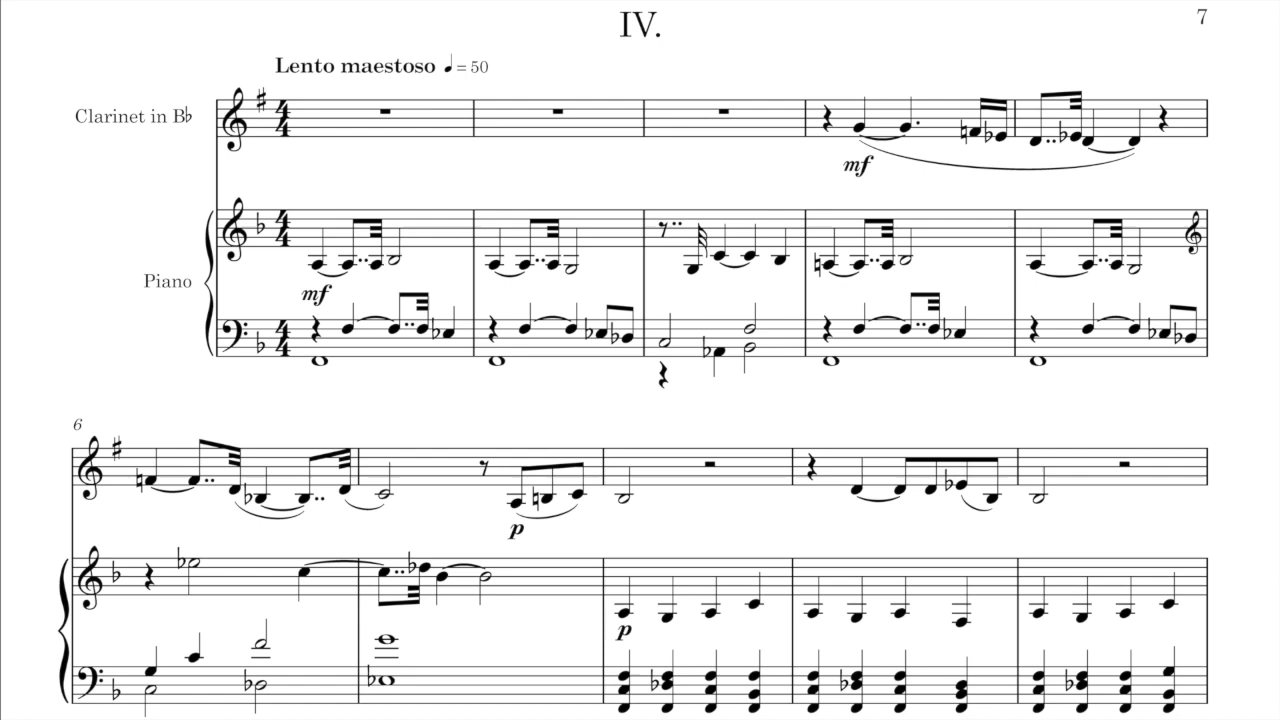 IV.
7
Lento maestoso ♩= 50
Clarinet in B♭
mf
Piano
mf
6
p
p